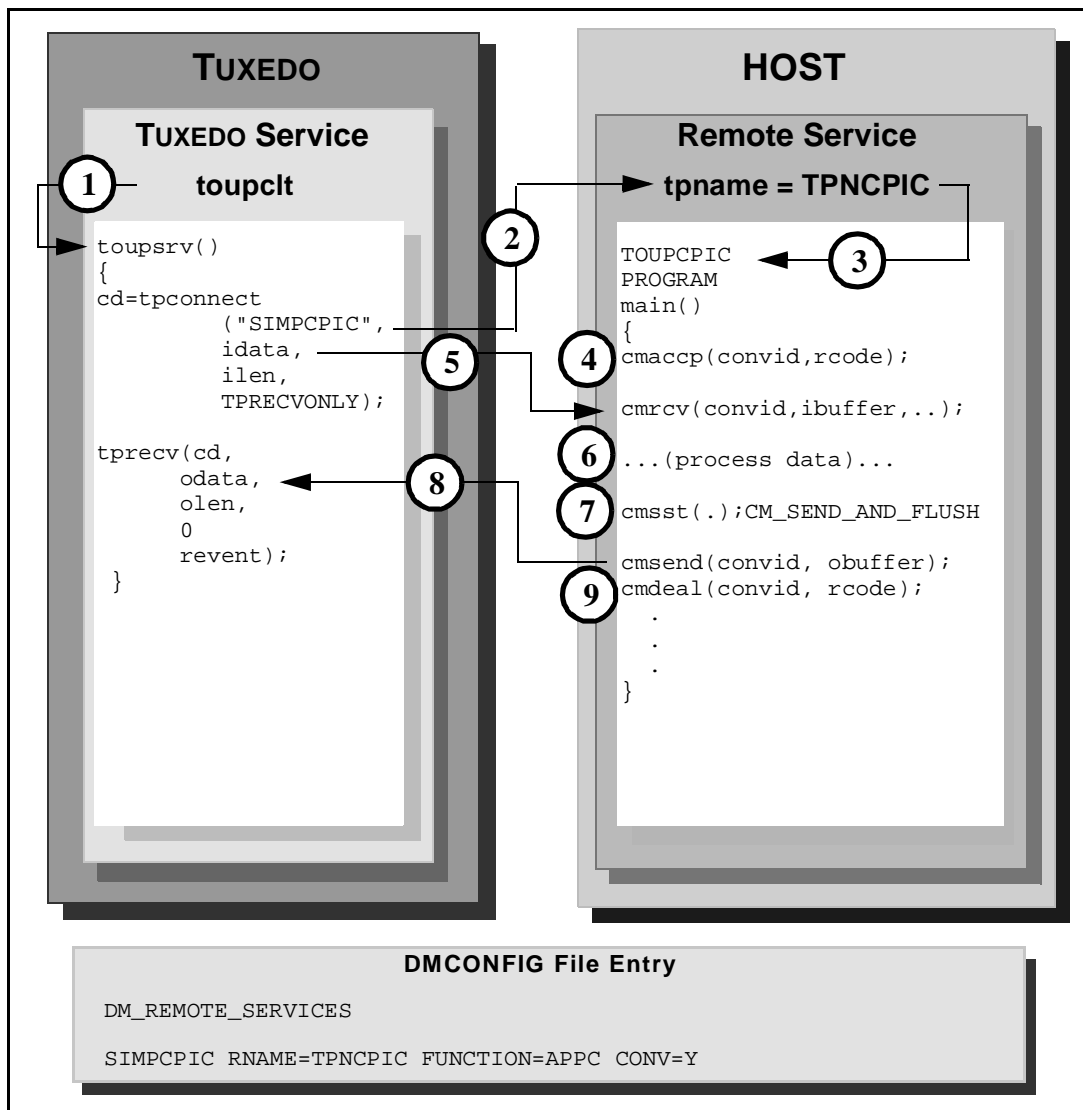 TUXEDO
TUXEDO Service
1
toupclt
toupsrv()
{
cd=tpconnect
("SIMPCPIC",
idata,
ilen,
TPRECVONLY);
tprecv(cd,
odata,
olen,
0
revent);
}
2
5
8
HOST
Remote Service
tpname = TPNCPIC
TOUPCPIC
3
PROGRAM
main()
{
4
cmaccp(convid,rcode);
cmrcv(convid,ibuffer,..);
6
...(process data)...
7
cmsst(.);CM_SEND_AND_FLUSH
cmsend(convid, obuffer);
9
cmdeal(convid, rcode);
.
.
.
}
DMCONFIG File Entry
DM_REMOTE_SERVICES
SIMPCPIC RNAME=TPNCPIC FUNCTION=APPC CONV=Y